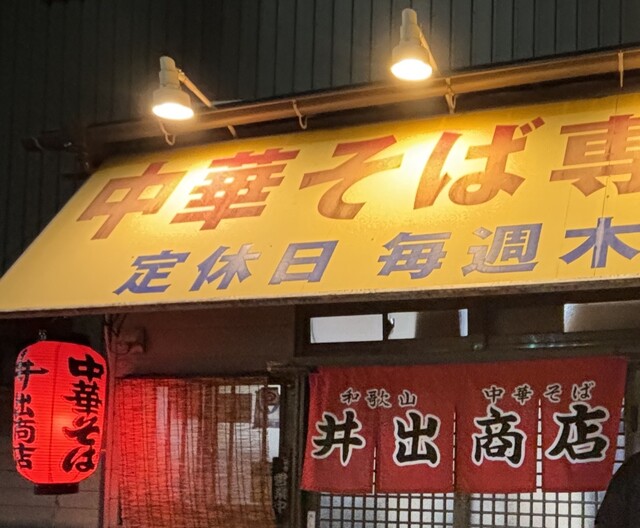 中華そば専
定休日 毎週木
中華そば
井出商店
和歌山 中華そば
井出商店